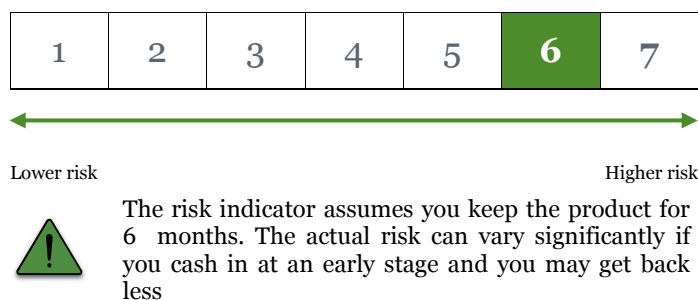 1 2 3 4 5 6 7
Lower risk Higher risk
!
The risk indicator assumes you keep the product for
6 months. The actual risk can vary significantly if
you cash in at an early stage and you may get back
less